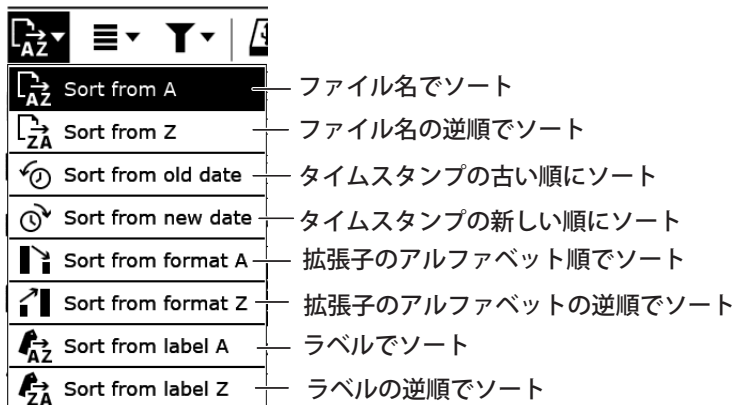 AZ
Sort from A ファイル名でソート
AZ
Sort from Z ファイル名の逆順でソート
ZA
Sort from old date タイムスタンプの古い順にソート
Sort from new date タイムスタンプの新しい順にソート
Sort from format A 拡張子のアルファベット順でソート
Sort from format Z 拡張子のアルファベットの逆順でソート
Sort from label A ラベルでソート
AZ
Sort from label Z ラベルの逆順でソート
ZA